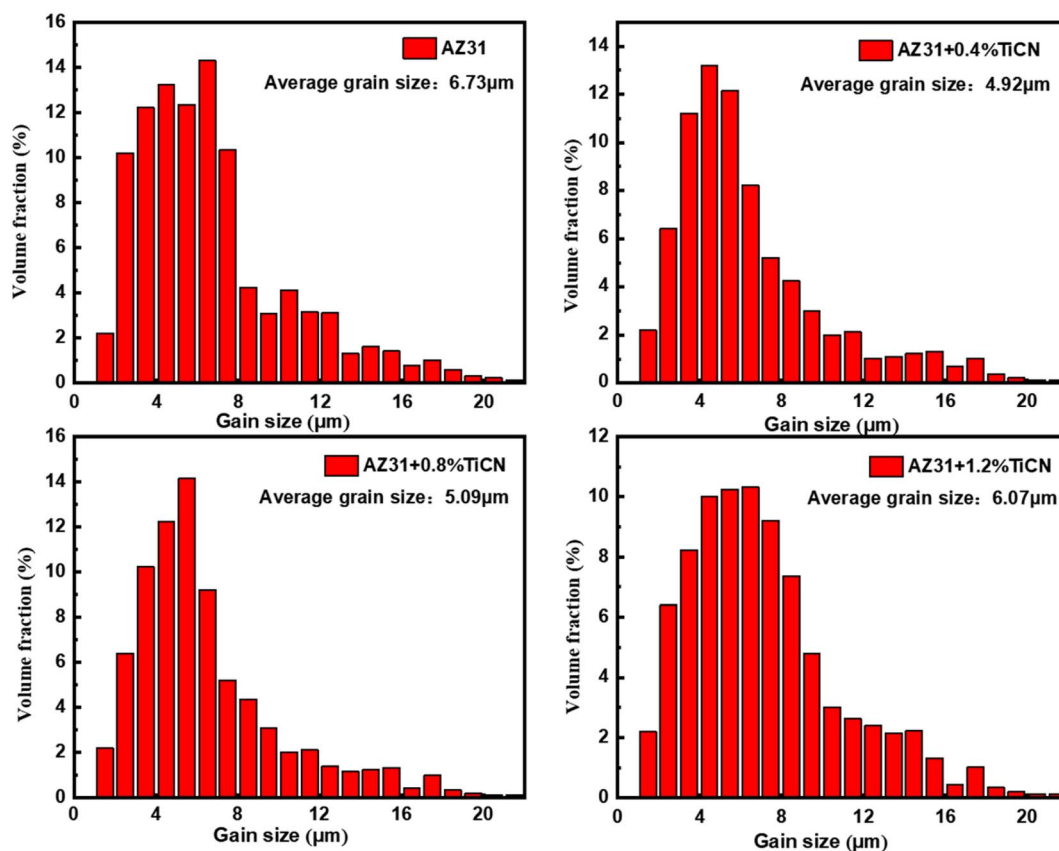 16
14
12
10
8
6
4
2
0
Volume fraction (%)
AZ31
Average grain size：6.73μm
0 4 8 12 16 20
Gain size (μm)
14
12
10
8
6
4
2
0
Volume fraction (%)
AZ31+0.4%TiCN
Average grain size：4.92μm
0 4 8 12 16 20
Gain size (μm)
16
14
12
10
8
6
4
2
0
Volume fraction (%)
AZ31+0.8%TiCN
Average grain size：5.09μm
0 4 8 12 16 20
Gain size (μm)
12
10
8
6
4
2
0
Volume fraction (%)
AZ31+1.2%TiCN
Average grain size：6.07μm
0 4 8 12 16 20
Gain size (μm)